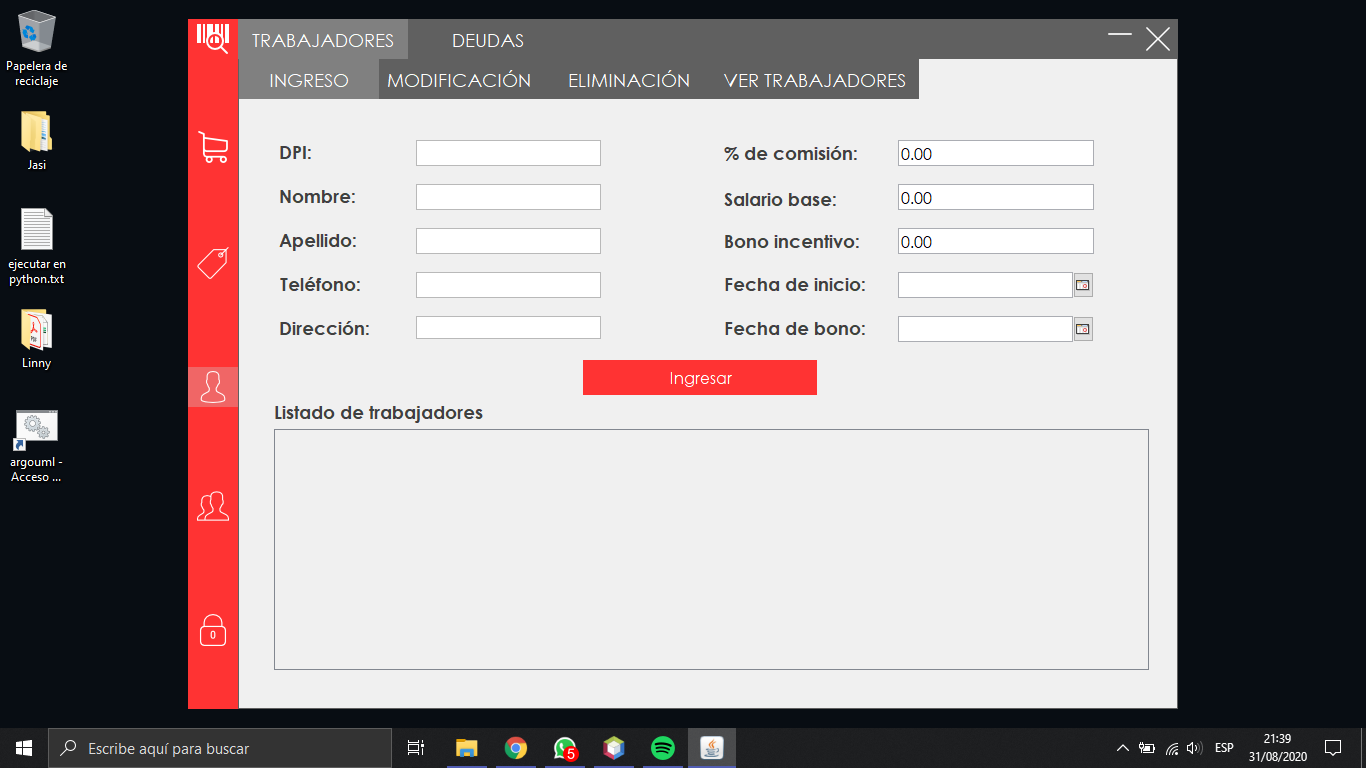 Papelera de
reciclaje
Jasi
ejecutar en
python.txt
Linny
argouml -
Acceso ...
TRABAJADORES DEUDAS
INGRESO MODIFICACIÓN ELIMINACIÓN VER TRABAJADORES
DPI: % de comisión: 0.00
Nombre: Salario base: 0.00
Apellido: Bono incentivo: 0.00
Teléfono: Fecha de inicio:
Dirección: Fecha de bono:
Ingresar
Listado de trabajadores
0
Escribe aquí para buscar
5
ESP
21:39
31/08/2020